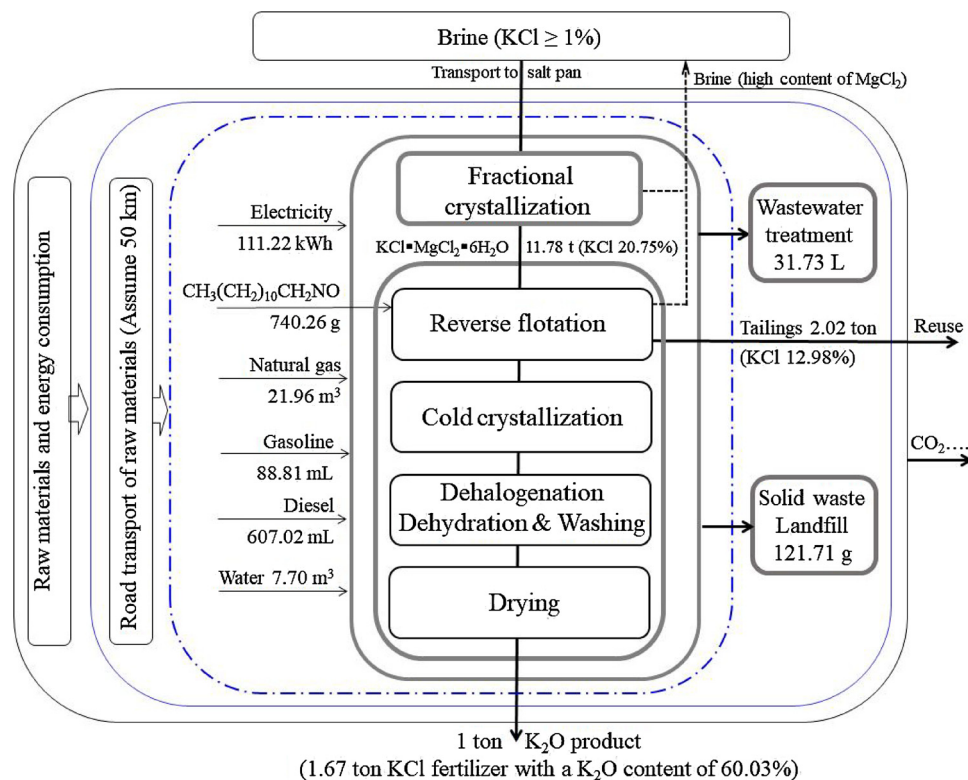 Brine (KCl ≥ 1%)
Transport to salt pan
Brine (high content of MgCl₂)
Raw materials and energy consumption
Road transport of raw materials (Assume 50 km)
Fractional
crystallization
Electricity
111.22 kWh
KCl▪MgCl₂▪6H₂O 11.78 t (KCl 20.75%)
Wastewater
treatment
31.73 L
CH₃(CH₂)₁₀CH₂NO
740.26 g
Reverse flotation
Tailings 2.02 ton
(KCl 12.98%)
Reuse
Natural gas
21.96 m³
Cold crystallization
Gasoline
88.81 mL
CO₂.....
Diesel
607.02 mL
Dehalogenation
Dehydration & Washing
Solid waste
Landfill
121.71 g
Water 7.70 m³
Drying
1 ton K₂O product
(1.67 ton KCl fertilizer with a K₂O content of 60.03%)